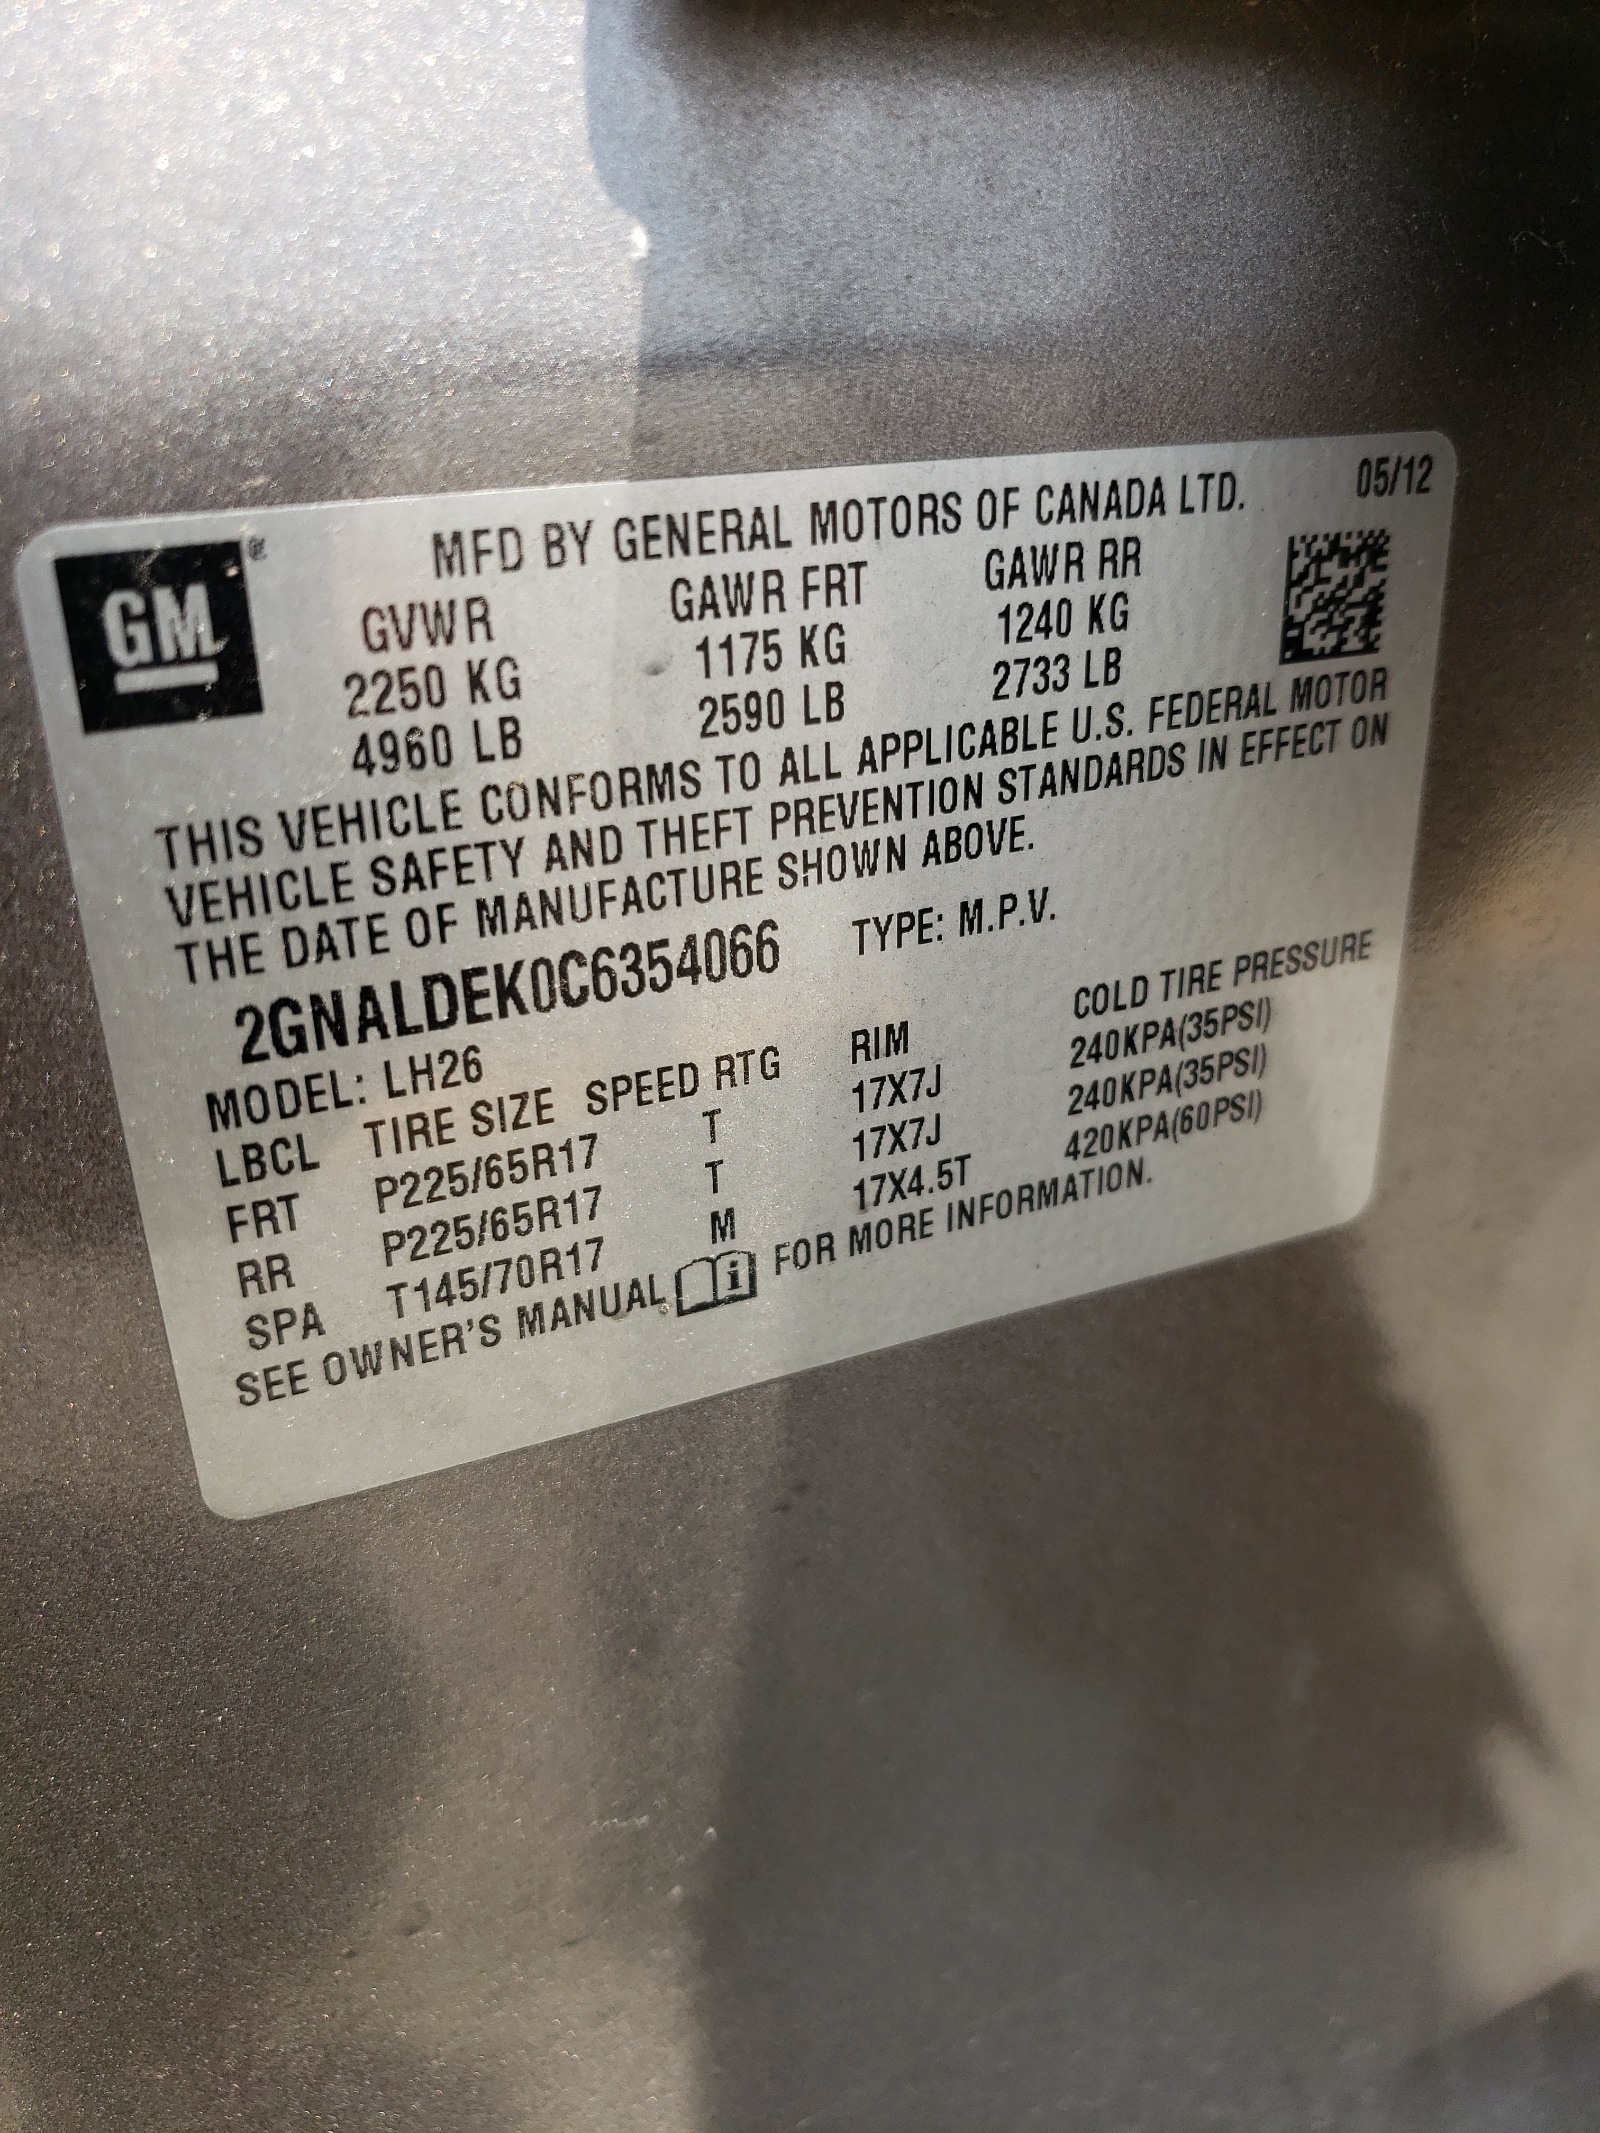 05/12
MFD BY GENERAL MOTORS OF CANADA LTD.
GM ®
GVWR GAWR FRT GAWR RR
2250 KG 1175 KG 1240 KG
4960 LB 2590 LB 2733 LB
THIS VEHICLE CONFORMS TO ALL APPLICABLE U.S. FEDERAL MOTOR
VEHICLE SAFETY AND THEFT PREVENTION STANDARDS IN EFFECT ON
THE DATE OF MANUFACTURE SHOWN ABOVE.
2GNALDEK0C6354066 TYPE: M.P.V.
MODEL: LH26
LBCL TIRE SIZE SPEED RTG RIM COLD TIRE PRESSURE
FRT P225/65R17 T 17X7J 240KPA(35PSI)
RR P225/65R17 T 17X7J 240KPA(35PSI)
SPA T145/70R17 M 17X4.5T 420KPA(60PSI)
SEE OWNER'S MANUAL i FOR MORE INFORMATION.